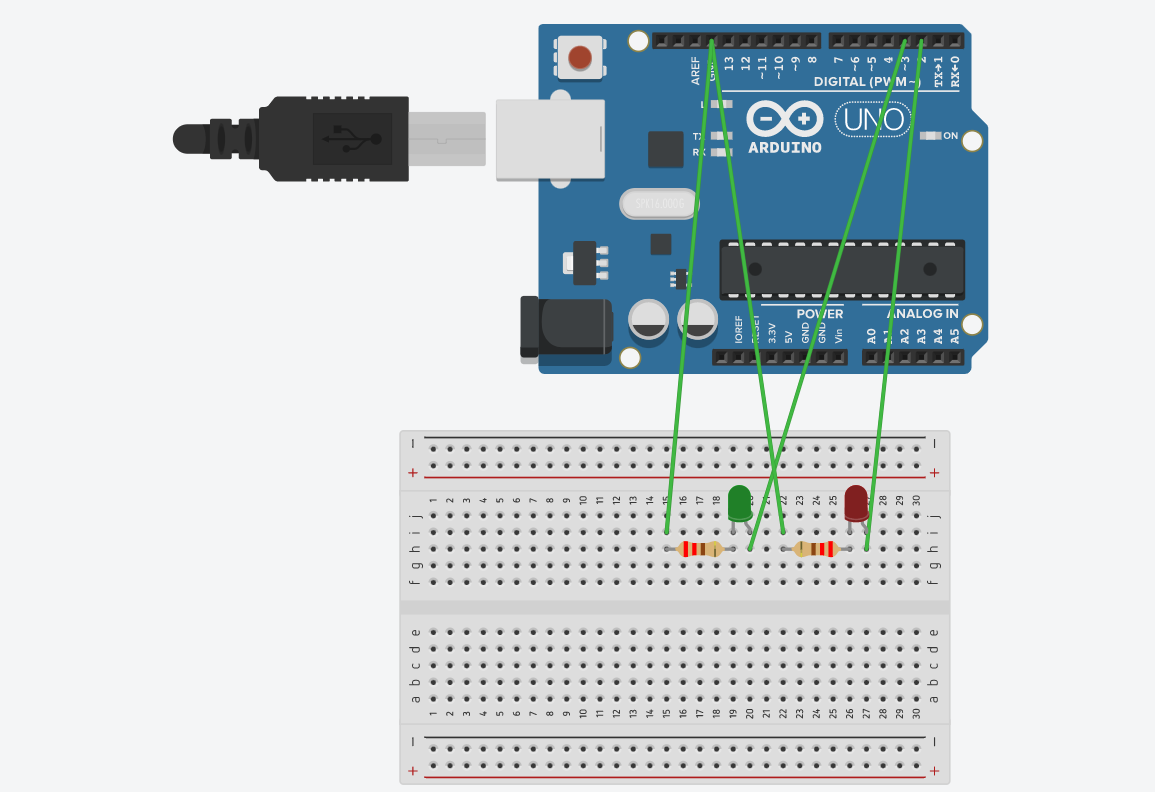 AREF
GND
13
12
~11
~10
~9
8
7
~6
~5
4
~3
2
TX→1
RX←0
DIGITAL (PWM ~)
L
TX
RX
ARDUINO
UNO
ON
SPK16.000G
POWER
ANALOG IN
IOREF
RESET
3.3V
5V
GND
GND
Vin
A0
A1
A2
A3
A4
A5
− −
+ +
1 2 3 4 5 6 7 8 9 10 11 12 13 14 15 16 17 18 19 20 21 22 23 24 25 26 27 28 29 30
j j
i i
h h
g g
f f
e e
d d
c c
b b
a a
1 2 3 4 5 6 7 8 9 10 11 12 13 14 15 16 17 18 19 20 21 22 23 24 25 26 27 28 29 30
− −
+ +